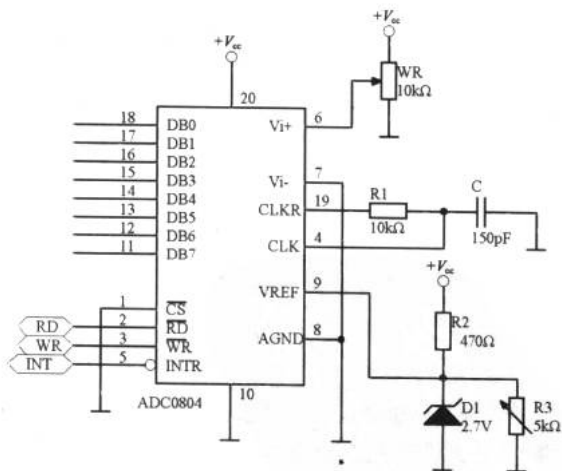 +Vcc
+Vcc
WR
10kΩ
20
18 DB0 Vi+ 6
17 DB1
16 DB2
15 DB3 Vi- 7
14 DB4 CLKR 19 R1 C
13 DB5 10kΩ 150pF
12 DB6 CLK 4
11 DB7
+Vcc
VREF 9
1 CS
RD 2 RD R2
WR 3 WR AGND 8 470Ω
INT 5 INTR
ADC0804 10
D1 R3
2.7V 5kΩ